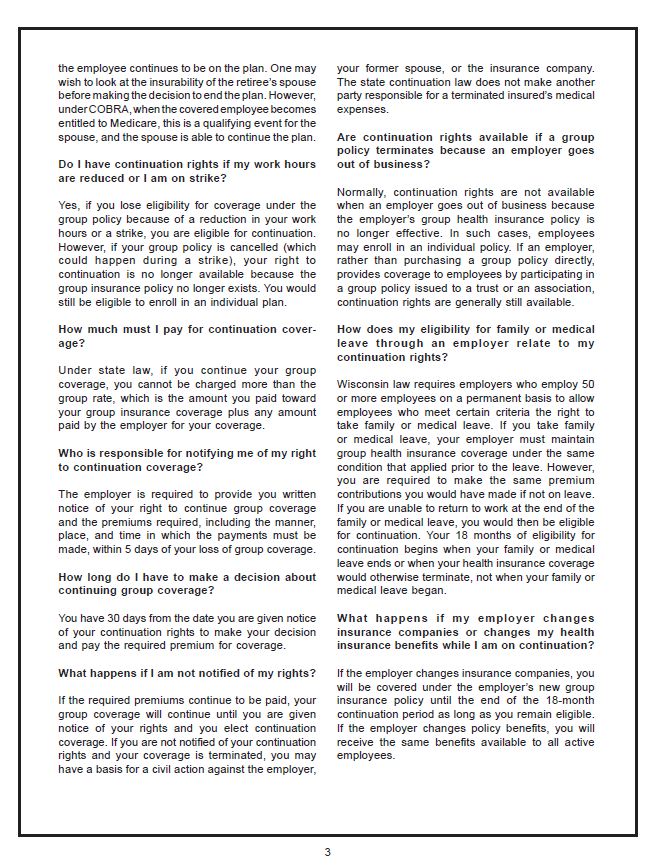 the employee continues to be on the plan. One may
wish to look at the insurability of the retiree's spouse
before making the decision to end the plan. However,
under COBRA, when the covered employee becomes
entitled to Medicare, this is a qualifying event for the
spouse, and the spouse is able to continue the plan.
Do I have continuation rights if my work hours
are reduced or I am on strike?
Yes, if you lose eligibility for coverage under the
group policy because of a reduction in your work
hours or a strike, you are eligible for continuation.
However, if your group policy is cancelled (which
could happen during a strike), your right to
continuation is no longer available because the
group insurance policy no longer exists. You would
still be eligible to enroll in an individual plan.
How much must I pay for continuation cover-
age?
Under state law, if you continue your group
coverage, you cannot be charged more than the
group rate, which is the amount you paid toward
your group insurance coverage plus any amount
paid by the employer for your coverage.
Who is responsible for notifying me of my right
to continuation coverage?
The employer is required to provide you written
notice of your right to continue group coverage
and the premiums required, including the manner,
place, and time in which the payments must be
made, within 5 days of your loss of group coverage.
How long do I have to make a decision about
continuing group coverage?
You have 30 days from the date you are given notice
of your continuation rights to make your decision
and pay the required premium for coverage.
What happens if I am not notified of my rights?
If the required premiums continue to be paid, your
group coverage will continue until you are given
notice of your rights and you elect continuation
coverage. If you are not notified of your continuation
rights and your coverage is terminated, you may
have a basis for a civil action against the employer,
your former spouse, or the insurance company.
The state continuation law does not make another
party responsible for a terminated insured's medical
expenses.
Are continuation rights available if a group
policy terminates because an employer goes
out of business?
Normally, continuation rights are not available
when an employer goes out of business because
the employer's group health insurance policy is
no longer effective. In such cases, employees
may enroll in an individual policy. If an employer,
rather than purchasing a group policy directly,
provides coverage to employees by participating in
a group policy issued to a trust or an association,
continuation rights are generally still available.
How does my eligibility for family or medical
leave through an employer relate to my
continuation rights?
Wisconsin law requires employers who employ 50
or more employees on a permanent basis to allow
employees who meet certain criteria the right to
take family or medical leave. If you take family
or medical leave, your employer must maintain
group health insurance coverage under the same
condition that applied prior to the leave. However,
you are required to make the same premium
contributions you would have made if not on leave.
If you are unable to return to work at the end of the
family or medical leave, you would then be eligible
for continuation. Your 18 months of eligibility for
continuation begins when your family or medical
leave ends or when your health insurance coverage
would otherwise terminate, not when your family or
medical leave began.
What happens if my employer changes
insurance companies or changes my health
insurance benefits while I am on continuation?
If the employer changes insurance companies, you
will be covered under the employer's new group
insurance policy until the end of the 18-month
continuation period as long as you remain eligible.
If the employer changes policy benefits, you will
receive the same benefits available to all active
employees.
3